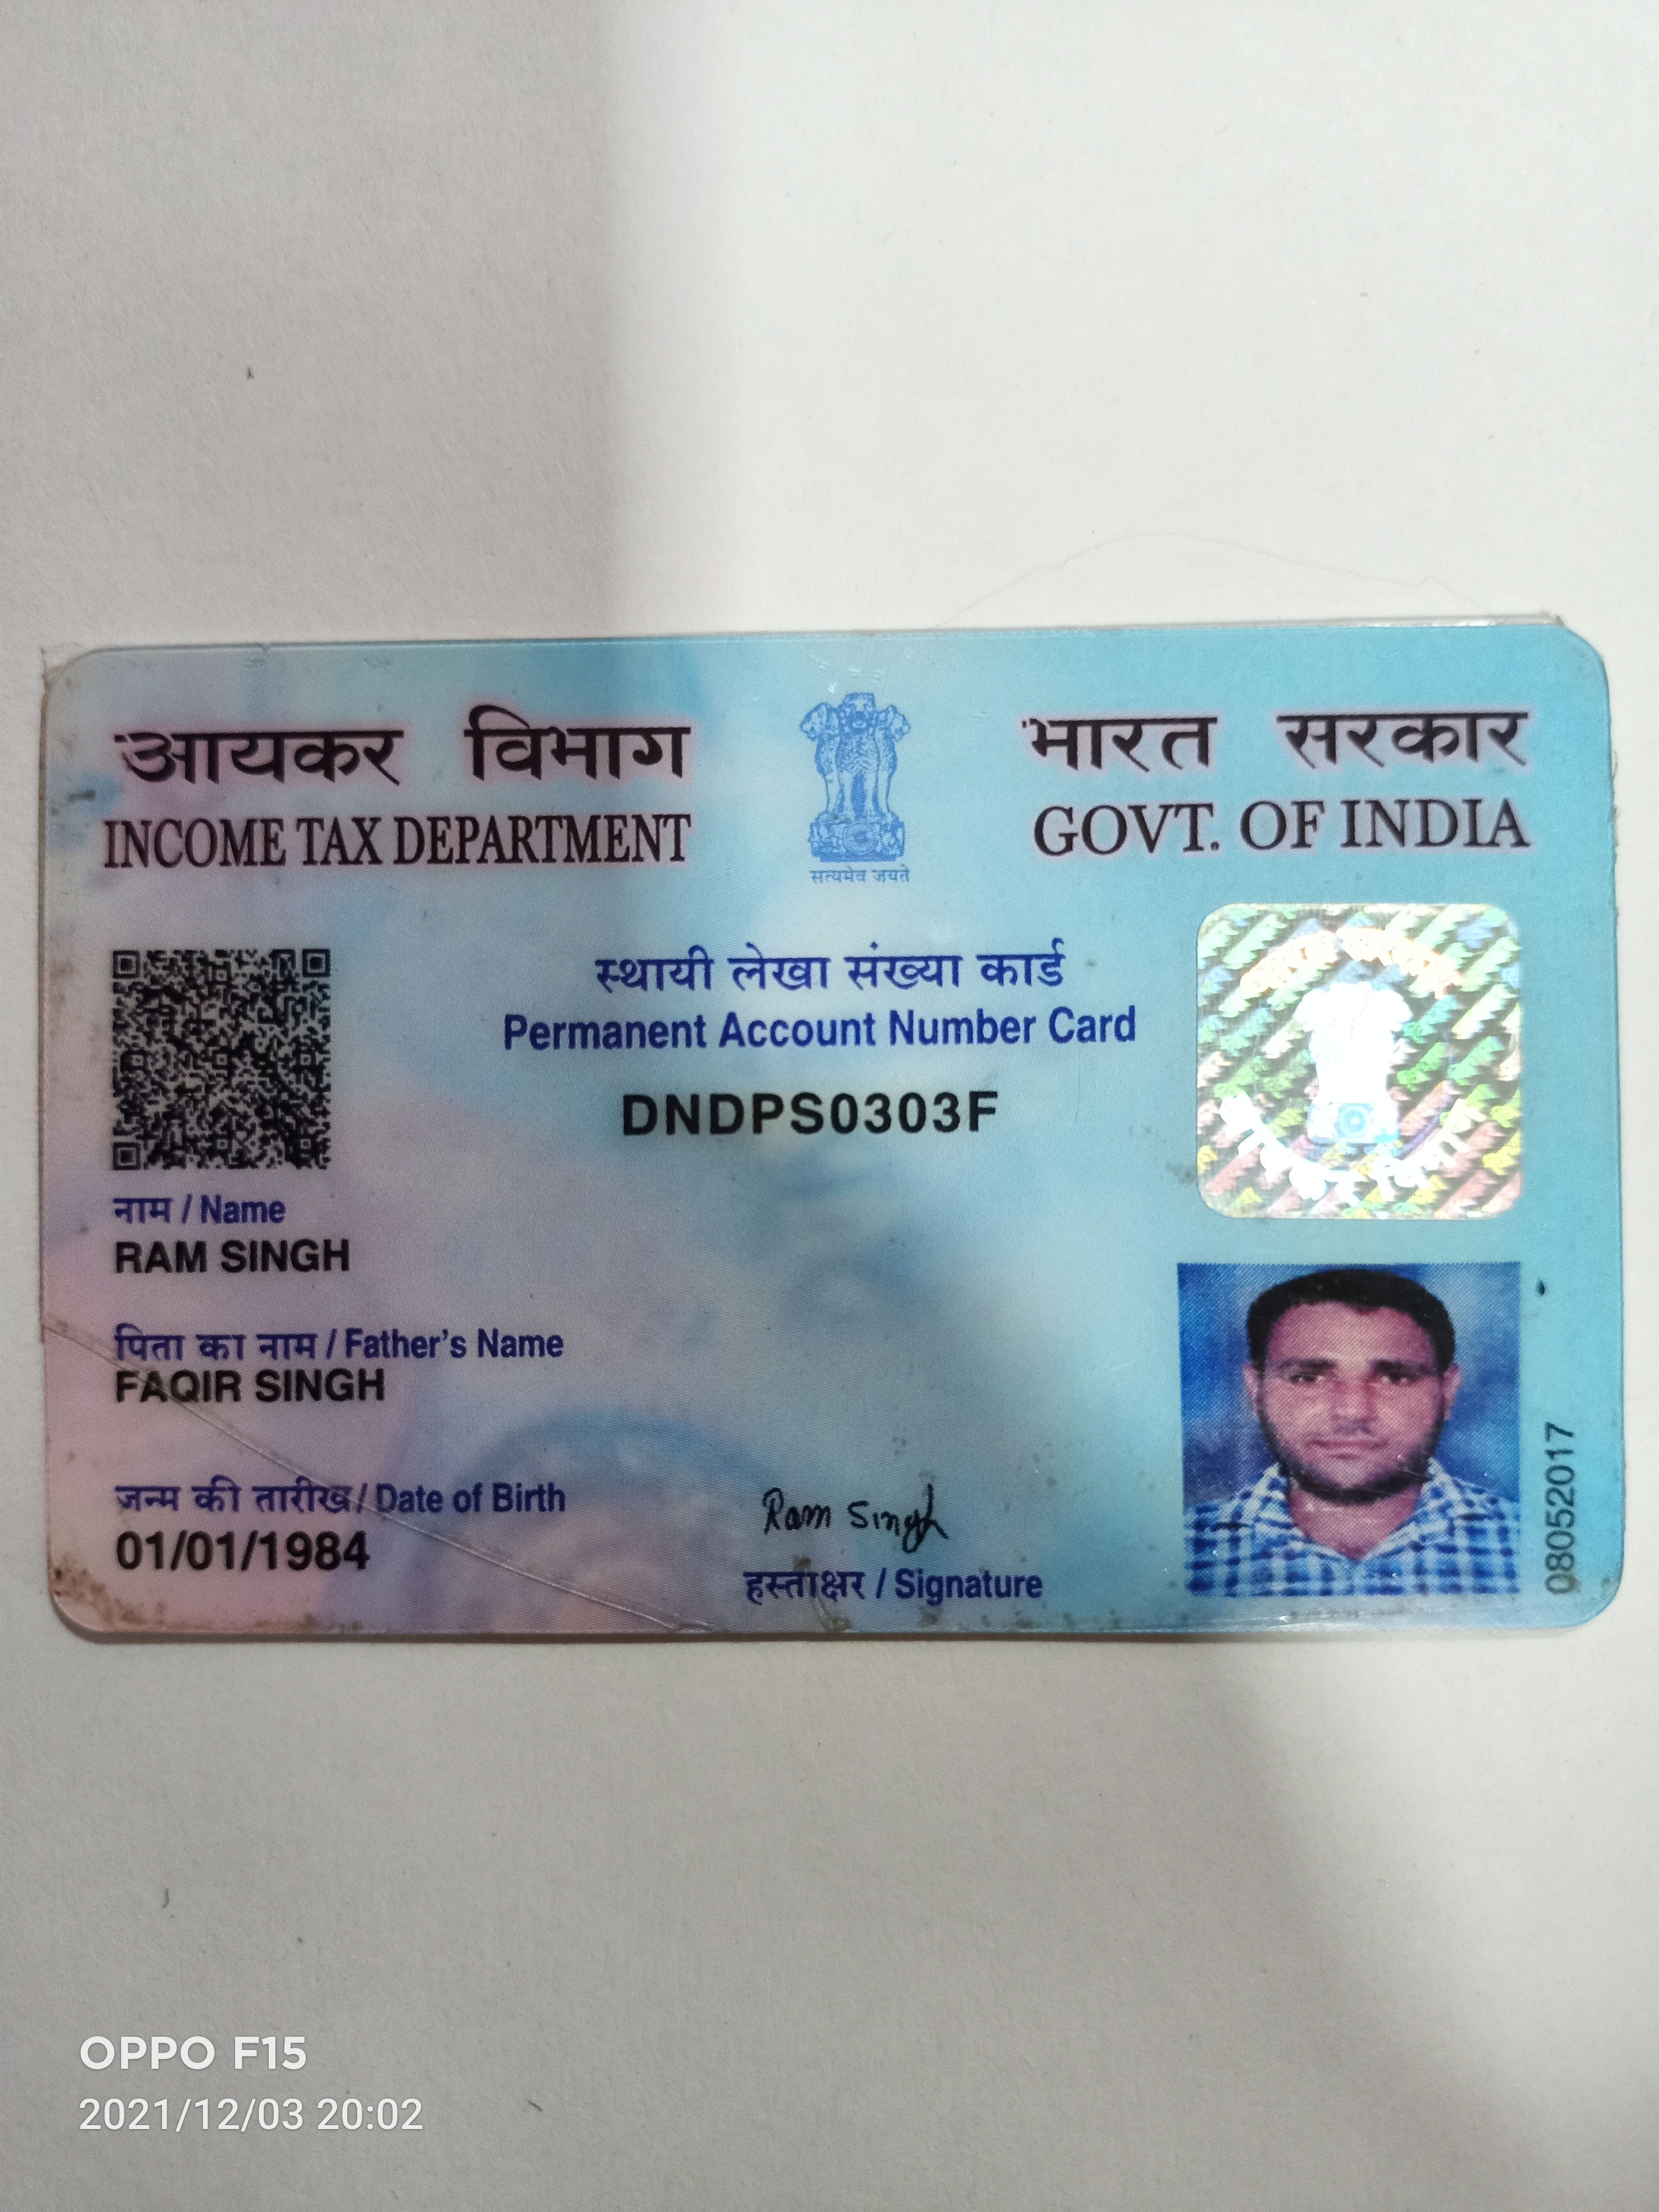 आयकर विभाग
INCOME TAX DEPARTMENT
सत्यमेव जयते
भारत सरकार
GOVT. OF INDIA
स्थायी लेखा संख्या कार्ड
Permanent Account Number Card
DNDPS0303F
नाम / Name
RAM SINGH
पिता का नाम / Father's Name
FAQIR SINGH
जन्म की तारीख / Date of Birth
01/01/1984
Ram Singh
हस्ताक्षर / Signature
08052017
OPPO F15
2021/12/03 20:02